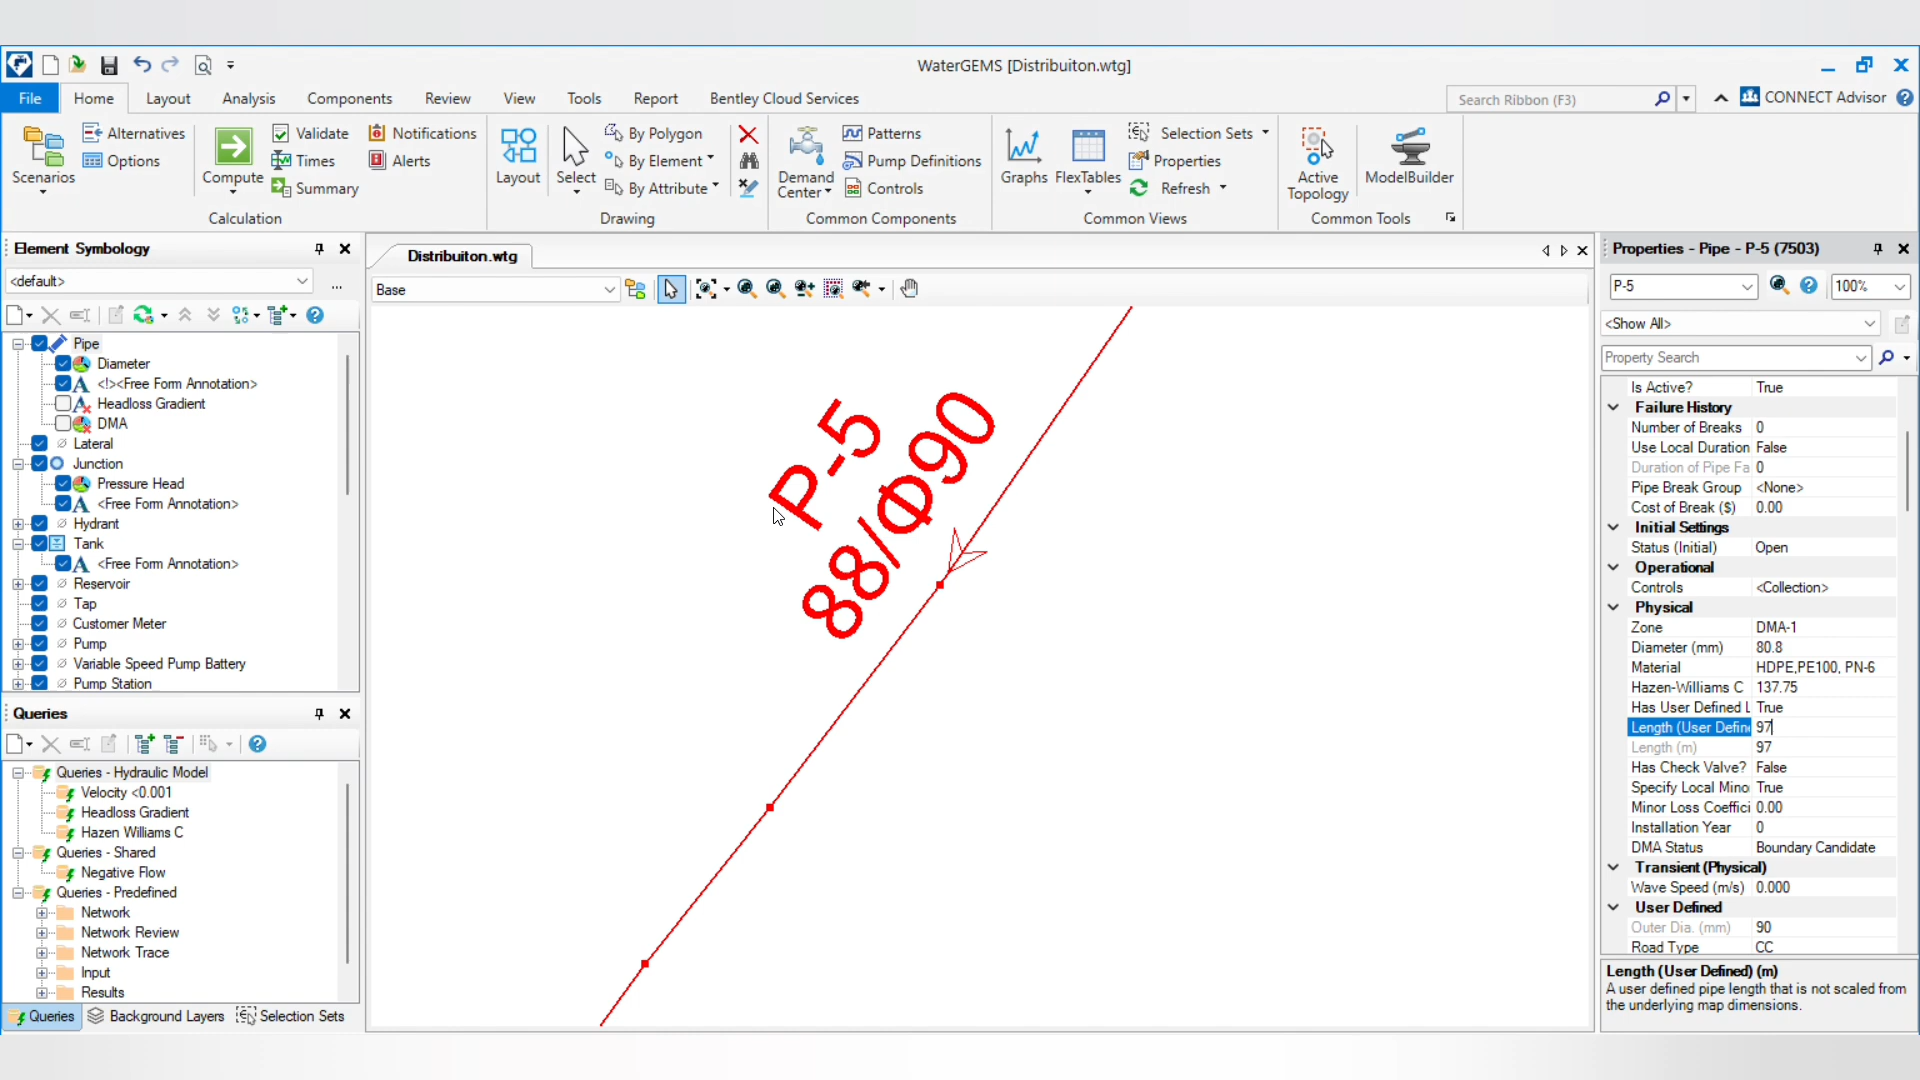 WaterGEMS [Distribuiton.wtg]
File Home Layout Analysis Components Review View Tools Report Bentley Cloud Services
Search Ribbon (F3) CONNECT Advisor
Scenarios
Alternatives
Options
Compute
Validate
Times
Summary
Notifications
Alerts
Calculation
Layout
Select
By Polygon
By Element
By Attribute
Drawing
Demand Center
Patterns
Pump Definitions
Controls
Common Components
Graphs
FlexTables
Selection Sets
Properties
Refresh
Common Views
Active Topology
ModelBuilder
Common Tools
Element Symbology
<default>
...
Pipe
Diameter
<!><Free Form Annotation>
Headloss Gradient
DMA
Lateral
Junction
Pressure Head
<Free Form Annotation>
Hydrant
Tank
<Free Form Annotation>
Reservoir
Tap
Customer Meter
Pump
Variable Speed Pump Battery
Pump Station
Queries
Queries - Hydraulic Model
Velocity <0.001
Headloss Gradient
Hazen Williams C
Queries - Shared
Negative Flow
Queries - Predefined
Network
Network Review
Network Trace
Input
Results
Queries Background Layers Selection Sets
Distribuiton.wtg
Base
P-5
88/Φ90
Properties - Pipe - P-5 (7503)
P-5 100%
<Show All>
Property Search
Is Active? True
Failure History
Number of Breaks 0
Use Local Duration False
Duration of Pipe Fa 0
Pipe Break Group <None>
Cost of Break ($) 0.00
Initial Settings
Status (Initial) Open
Operational
Controls <Collection>
Physical
Zone DMA-1
Diameter (mm) 80.8
Material HDPE,PE100, PN-6
Hazen-Williams C 137.75
Has User Defined L True
Length (User Define 97
Length (m) 97
Has Check Valve? False
Specify Local Mino True
Minor Loss Coeffici 0.00
Installation Year 0
DMA Status Boundary Candidate
Transient (Physical)
Wave Speed (m/s) 0.000
User Defined
Outer Dia. (mm) 90
Road Type CC
Length (User Defined) (m)
A user defined pipe length that is not scaled from
the underlying map dimensions.